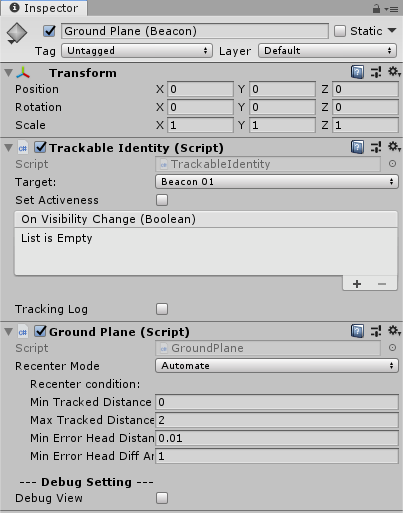 Inspector
Ground Plane (Beacon) Static
Tag Untagged Layer Default
Transform
Position X 0 Y 0 Z 0
Rotation X 0 Y 0 Z 0
Scale X 1 Y 1 Z 1
Trackable Identity (Script)
Script TrackableIdentity
Target: Beacon 01
Set Activeness
On Visibility Change (Boolean)
List is Empty
+ −
Tracking Log
Ground Plane (Script)
Script GroundPlane
Recenter Mode Automate
Recenter condition:
Min Tracked Distance 0
Max Tracked Distance 2
Min Error Head Distan 0.01
Min Error Head Diff An 1
--- Debug Setting ---
Debug View